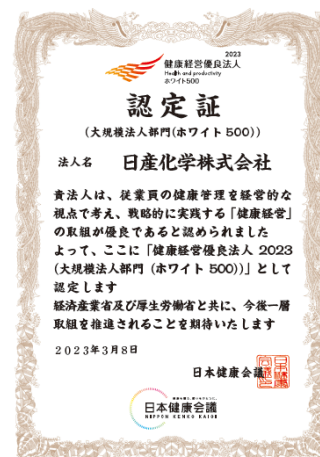 2023
健康経営優良法人
Health and productivity
ホワイト500
認定証
(大規模法人部門(ホワイト 500))
法人名 日産化学株式会社
貴法人は、従業員の健康管理を経営的な
視点で考え、戦略的に実践する「健康経営」
の取組が優良であると認められました
よって、ここに「健康経営優良法人 2023
(大規模法人部門 (ホワイト 500))」として
認定します
経済産業省及び厚生労働省と共に、今後一層
取組を推進されることを期待いたします
2023年3月8日
日本健康会議
日本健康会議
NIPPON KENKO KAIGI